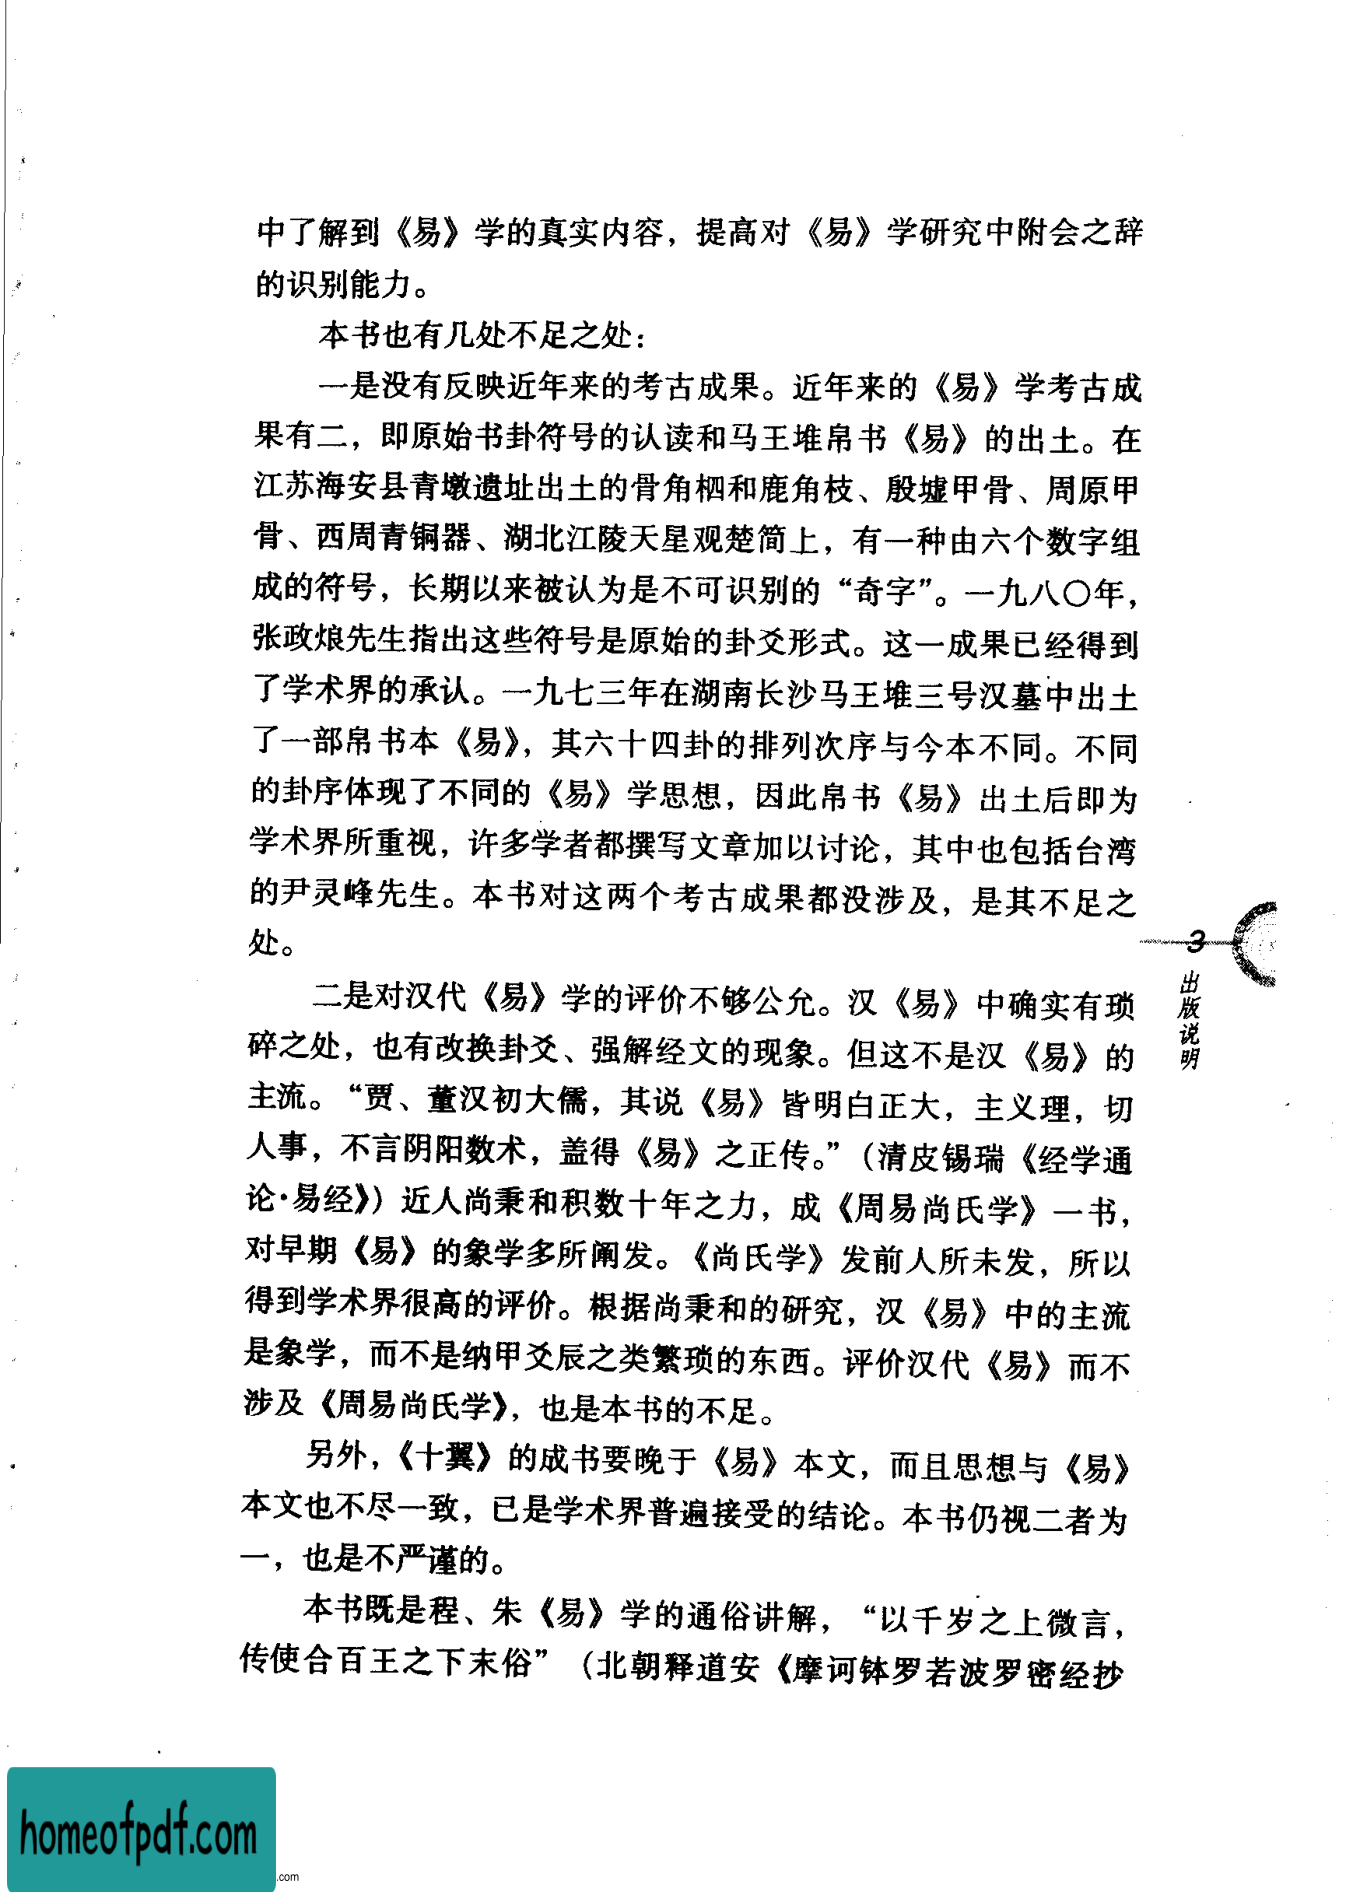 中了解到《易》学的真实内容，提高对《易》学研究中附会之辞
的识别能力。
本书也有几处不足之处：
一是没有反映近年来的考古成果。近年来的《易》学考古成
果有二，即原始书卦符号的认读和马王堆帛书《易》的出土。在
江苏海安县青墩遗址出土的骨角柶和鹿角枝、殷墟甲骨、周原甲
骨、西周青铜器、湖北江陵天星观楚简上，有一种由六个数字组
成的符号，长期以来被认为是不可识别的“奇字”。一九八〇年，
张政烺先生指出这些符号是原始的卦爻形式。这一成果已经得到
了学术界的承认。一九七三年在湖南长沙马王堆三号汉墓中出土
了一部帛书本《易》，其六十四卦的排列次序与今本不同。不同
的卦序体现了不同的《易》学思想，因此帛书《易》出土后即为
学术界所重视，许多学者都撰写文章加以讨论，其中也包括台湾
的尹灵峰先生。本书对这两个考古成果都没涉及，是其不足之
处。
二是对汉代《易》学的评价不够公允。汉《易》中确实有琐
碎之处，也有改换卦爻、强解经文的现象。但这不是汉《易》的
主流。“贾、董汉初大儒，其说《易》皆明白正大，主义理，切
人事，不言阴阳数术，盖得《易》之正传。”（清皮锡瑞《经学通
论·易经》）近人尚秉和积数十年之力，成《周易尚氏学》一书，
对早期《易》的象学多所阐发。《尚氏学》发前人所未发，所以
得到学术界很高的评价。根据尚秉和的研究，汉《易》中的主流
是象学，而不是纳甲爻辰之类繁琐的东西。评价汉代《易》而不
涉及《周易尚氏学》，也是本书的不足。
另外，《十翼》的成书要晚于《易》本文，而且思想与《易》
本文也不尽一致，已是学术界普遍接受的结论。本书仍视二者为
一，也是不严谨的。
本书既是程、朱《易》学的通俗讲解，“以千岁之上微言，
传使合百王之下末俗”（北朝释道安《摩诃钵罗若波罗密经抄
3
出版说明
homeofpdf.com
.com